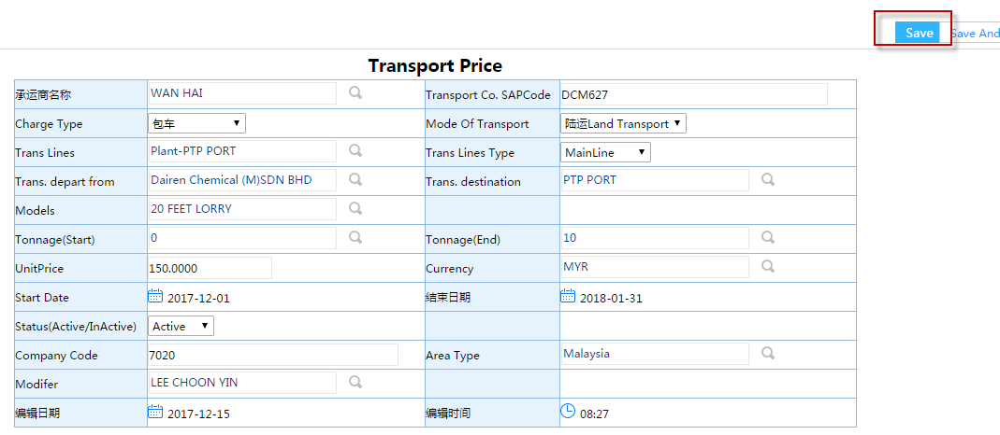 Save Save And
Transport Price
承运商名称 WAN HAI Transport Co. SAPCode DCM627
Charge Type 包车 Mode Of Transport 陆运Land Transport
Trans Lines Plant-PTP PORT Trans Lines Type MainLine
Trans. depart from Dairen Chemical (M)SDN BHD Trans. destination PTP PORT
Models 20 FEET LORRY
Tonnage(Start) 0 Tonnage(End) 10
UnitPrice 150.0000 Currency MYR
Start Date 2017-12-01 结束日期 2018-01-31
Status(Active/InActive) Active
Company Code 7020 Area Type Malaysia
Modifer LEE CHOON YIN
编辑日期 2017-12-15 编辑时间 08:27